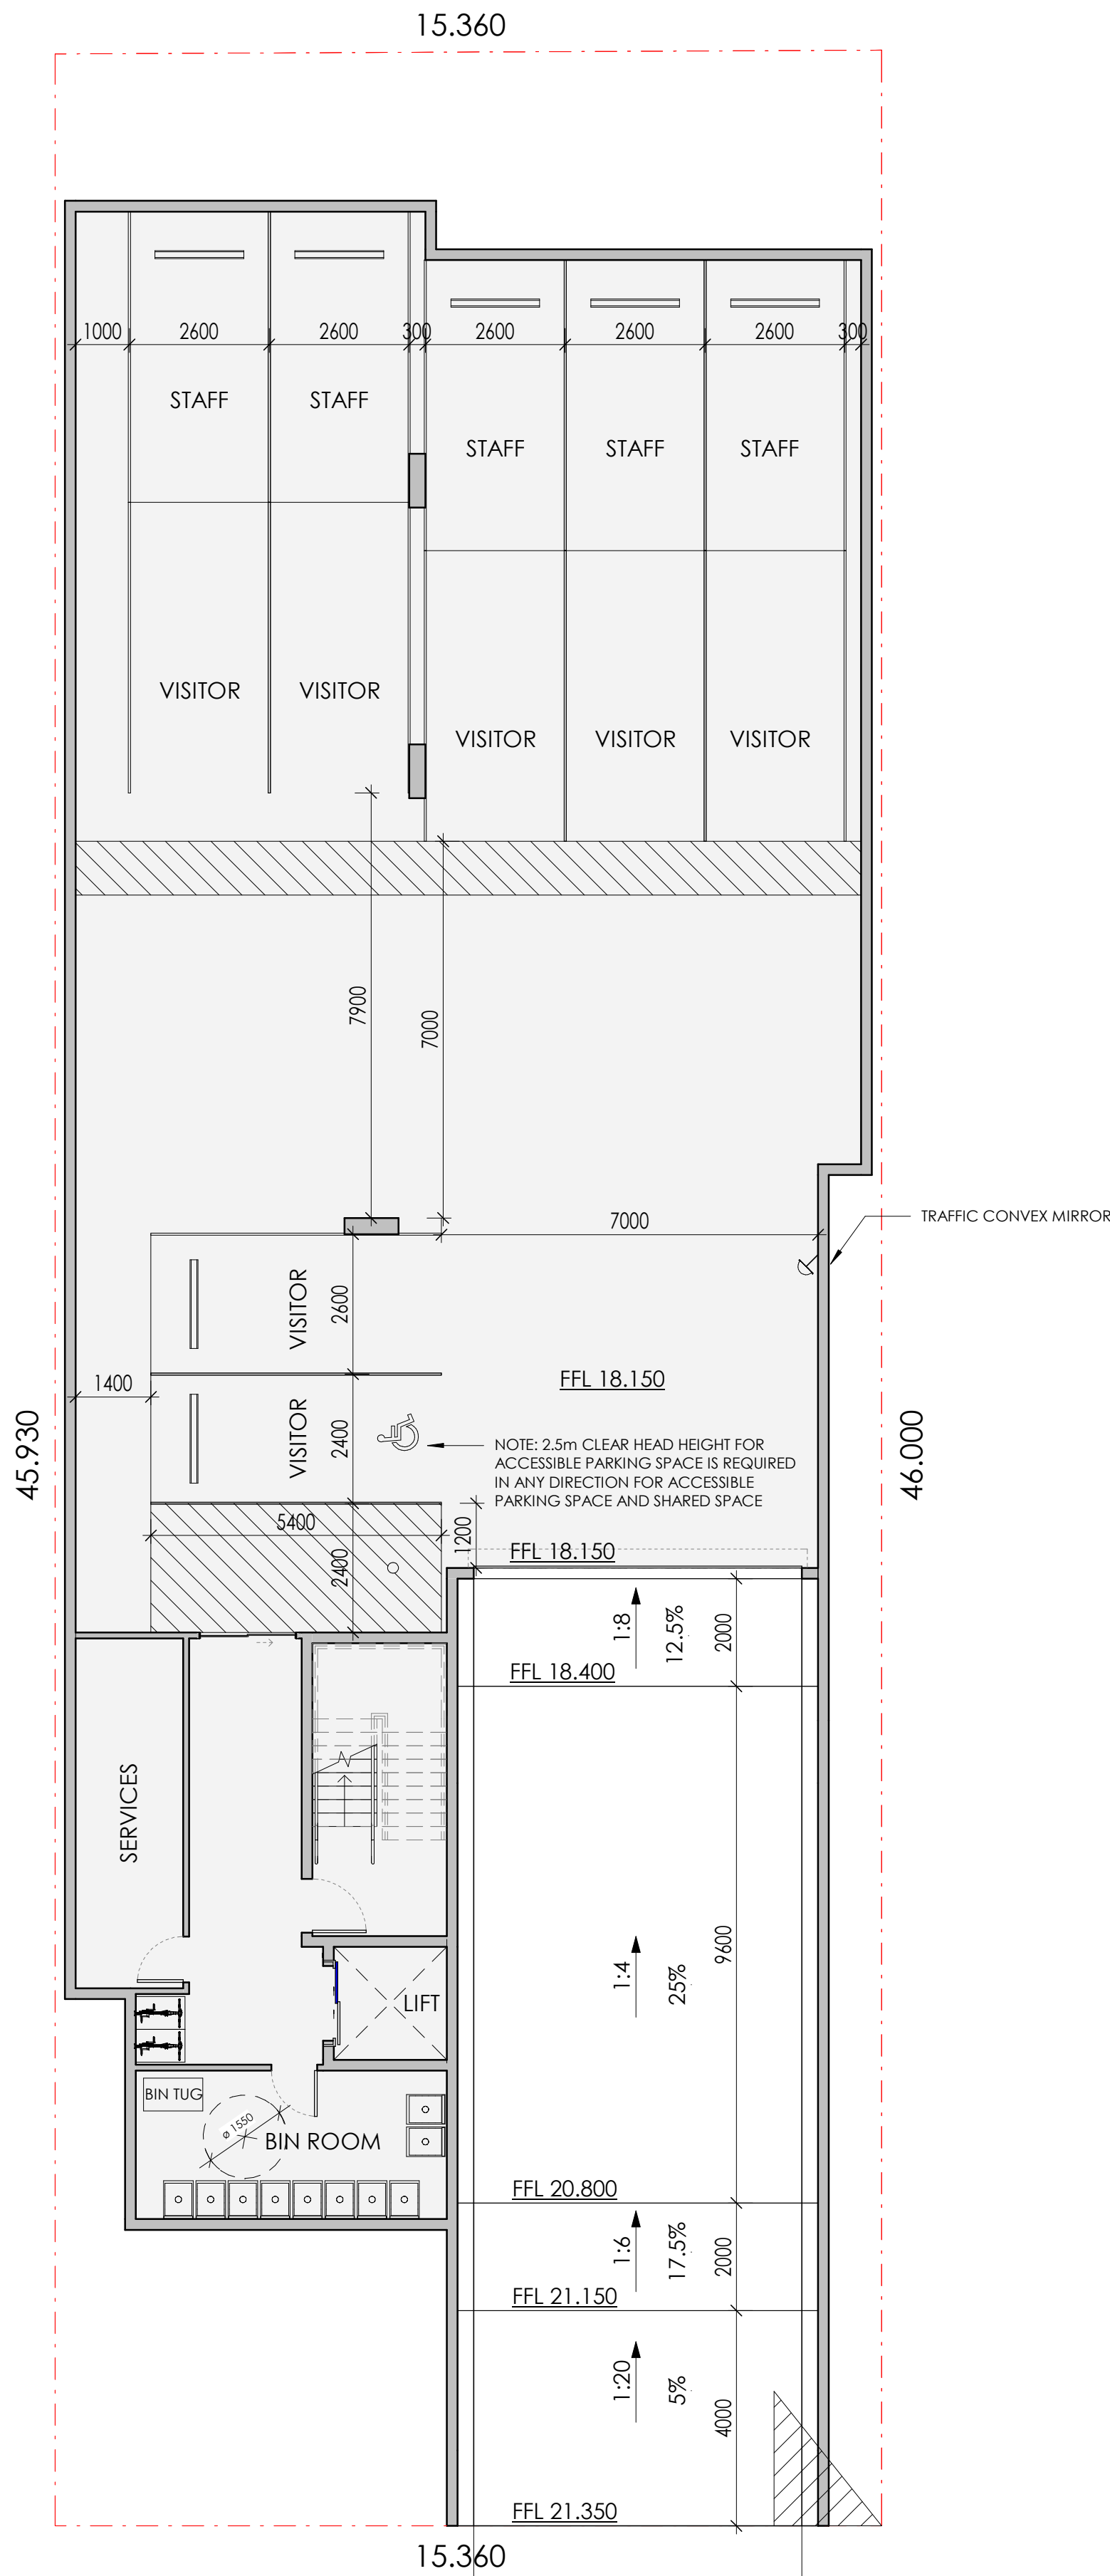 15.360
1000 2600 2600 300 2600 2600 2600 300
STAFF STAFF
STAFF STAFF STAFF
VISITOR VISITOR
VISITOR VISITOR VISITOR
7900
7000
7000
TRAFFIC CONVEX MIRROR
VISITOR
2600
1400
FFL 18.150
45.930
46.000
VISITOR
2400
NOTE: 2.5m CLEAR HEAD HEIGHT FOR
ACCESSIBLE PARKING SPACE IS REQUIRED
IN ANY DIRECTION FOR ACCESSIBLE
PARKING SPACE AND SHARED SPACE
5400
1200
2400
FFL 18.150
1:8
12.5%
2000
FFL 18.400
SERVICES
1:4
25%
9600
LIFT
BIN TUG
ø 1550
BIN ROOM
FFL 20.800
1:6
17.5%
2000
FFL 21.150
1:20
5%
4000
FFL 21.350
15.360